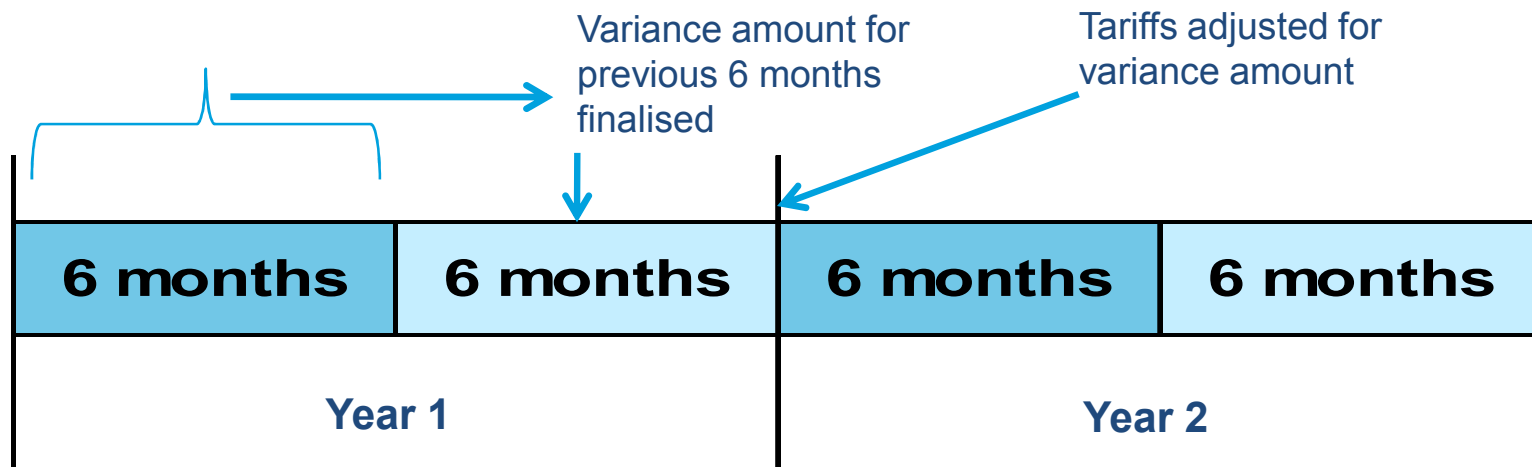 Variance amount for
previous 6 months
finalised
Tariffs adjusted for
variance amount
6 months
6 months
6 months
6 months
Year 1
Year 2